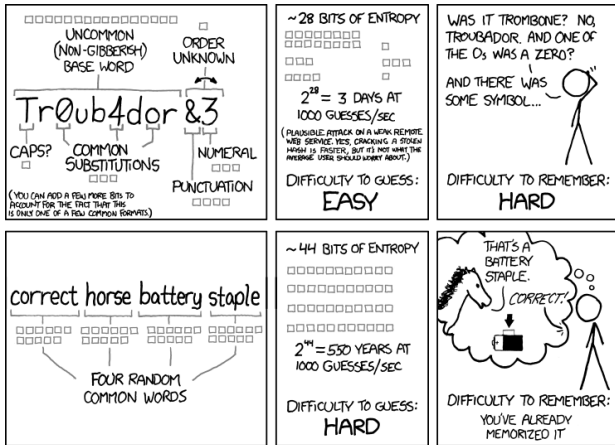 UNCOMMON
(NON-GIBBERISH)
BASE WORD
ORDER
UNKNOWN
Tr0ub4dor &3
CAPS?
COMMON
SUBSTITUTIONS
NUMERAL
PUNCTUATION
(YOU CAN ADD A FEW MORE BITS TO
ACCOUNT FOR THE FACT THAT THIS
IS ONLY ONE OF A FEW COMMON FORMATS.)
~28 BITS OF ENTROPY
2^28 = 3 DAYS AT
1000 GUESSES/SEC
(PLAUSIBLE ATTACK ON A WEAK REMOTE
WEB SERVICE. YES, CRACKING A STOLEN
HASH IS FASTER, BUT IT'S NOT WHAT THE
AVERAGE USER SHOULD WORRY ABOUT.)
DIFFICULTY TO GUESS:
EASY
WAS IT TROMBONE? NO,
TROUBADOR. AND ONE OF
THE Os WAS A ZERO?
AND THERE WAS
SOME SYMBOL...
DIFFICULTY TO REMEMBER:
HARD
correct horse battery staple
FOUR RANDOM
COMMON WORDS
~44 BITS OF ENTROPY
2^44 = 550 YEARS AT
1000 GUESSES/SEC
DIFFICULTY TO GUESS:
HARD
THAT'S A
BATTERY
STAPLE.
CORRECT!
DIFFICULTY TO REMEMBER:
YOU'VE ALREADY
MEMORIZED IT